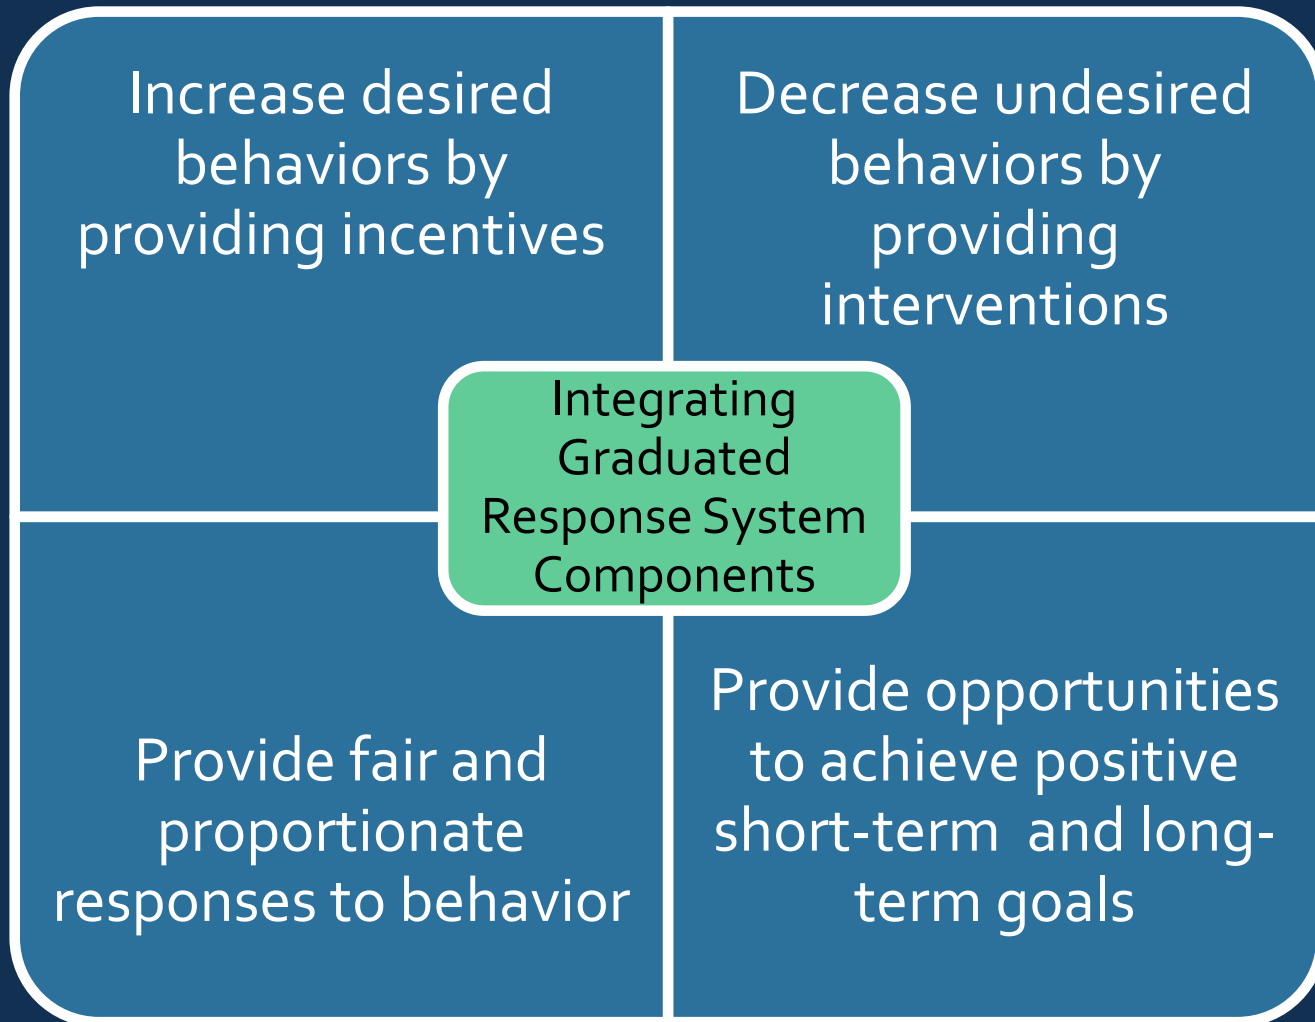 Increase desired
behaviors by
providing incentives
Decrease undesired
behaviors by
providing
interventions
Integrating
Graduated
Response System
Components
Provide fair and
proportionate
responses to behavior
Provide opportunities
to achieve positive
short-term  and long-
term goals